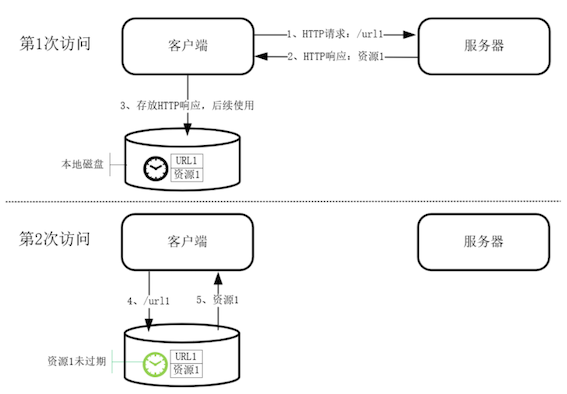 第1次访问
客户端
1、HTTP请求：/url1
2、HTTP响应：资源1
服务器
3、存放HTTP响应，后续使用
本地磁盘
URL1
资源1
第2次访问
客户端
服务器
4、/url1
5、资源1
资源1未过期
URL1
资源1